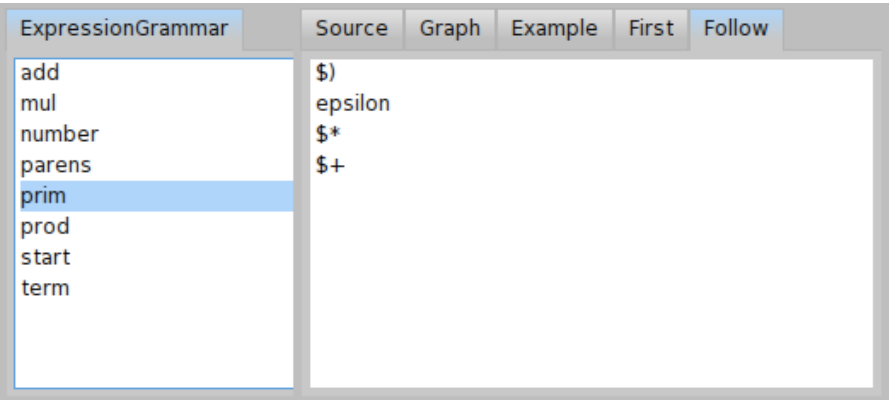 ExpressionGrammar
add
mul
number
parens
prim
prod
start
term
Source Graph Example First Follow
$)
epsilon
$*
$+